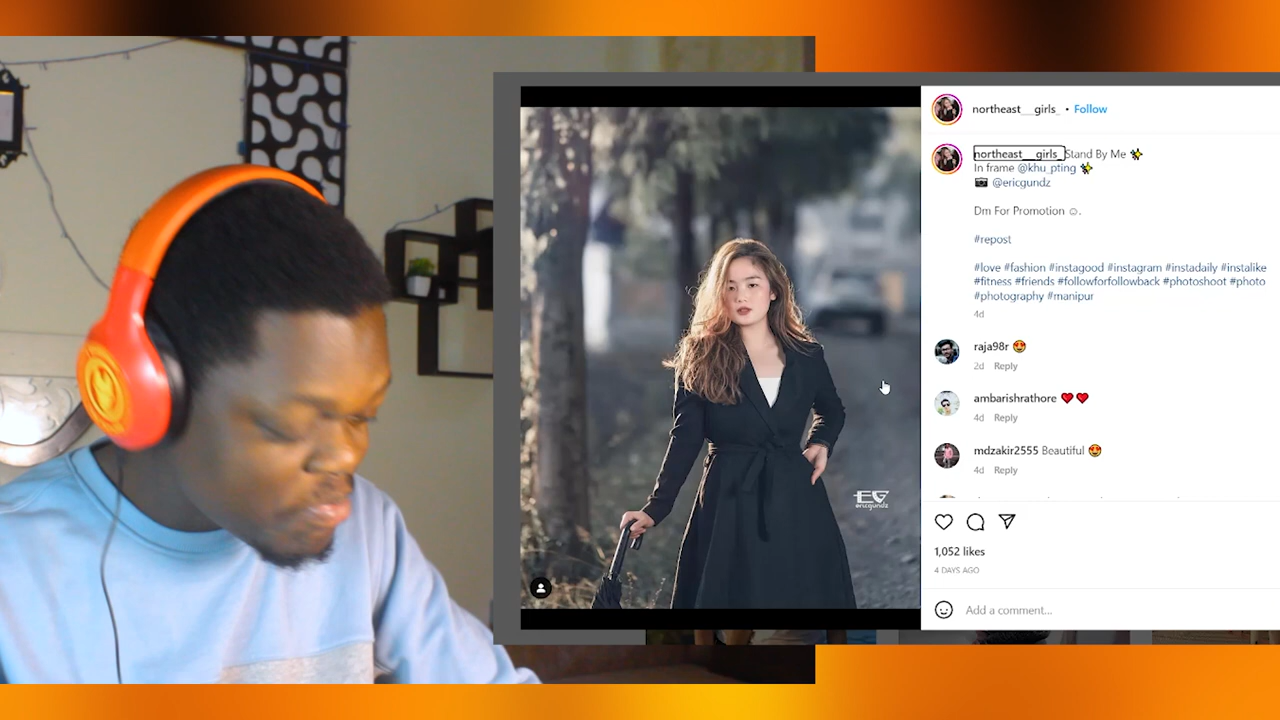 northeast__girls_ • Follow
northeast__girls_ Stand By Me ✨
In frame @khu_pting ✨
📷 @ericgundz
Dm For Promotion ☺.
#repost
#love #fashion #instagood #instagram #instadaily #instalike
#fitness #friends #followforfollowback #photoshoot #photo
#photography #manipur
4d
raja98r 😍
2d Reply
ambarishrathore ❤️❤️
4d Reply
mdzakir2555 Beautiful 😍
4d Reply
EG
ericgundz
1,052 likes
4 DAYS AGO
Add a comment...